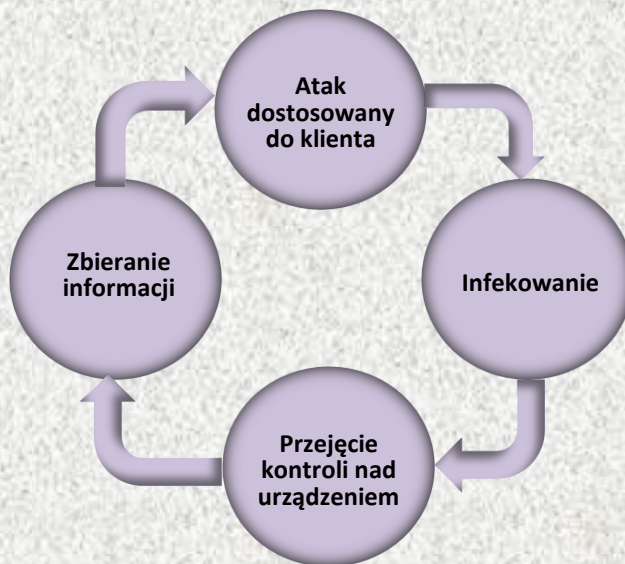 Atak
dostosowany
do klienta
Infekowanie
Przejęcie
kontroli nad
urządzeniem
Zbieranie
informacji